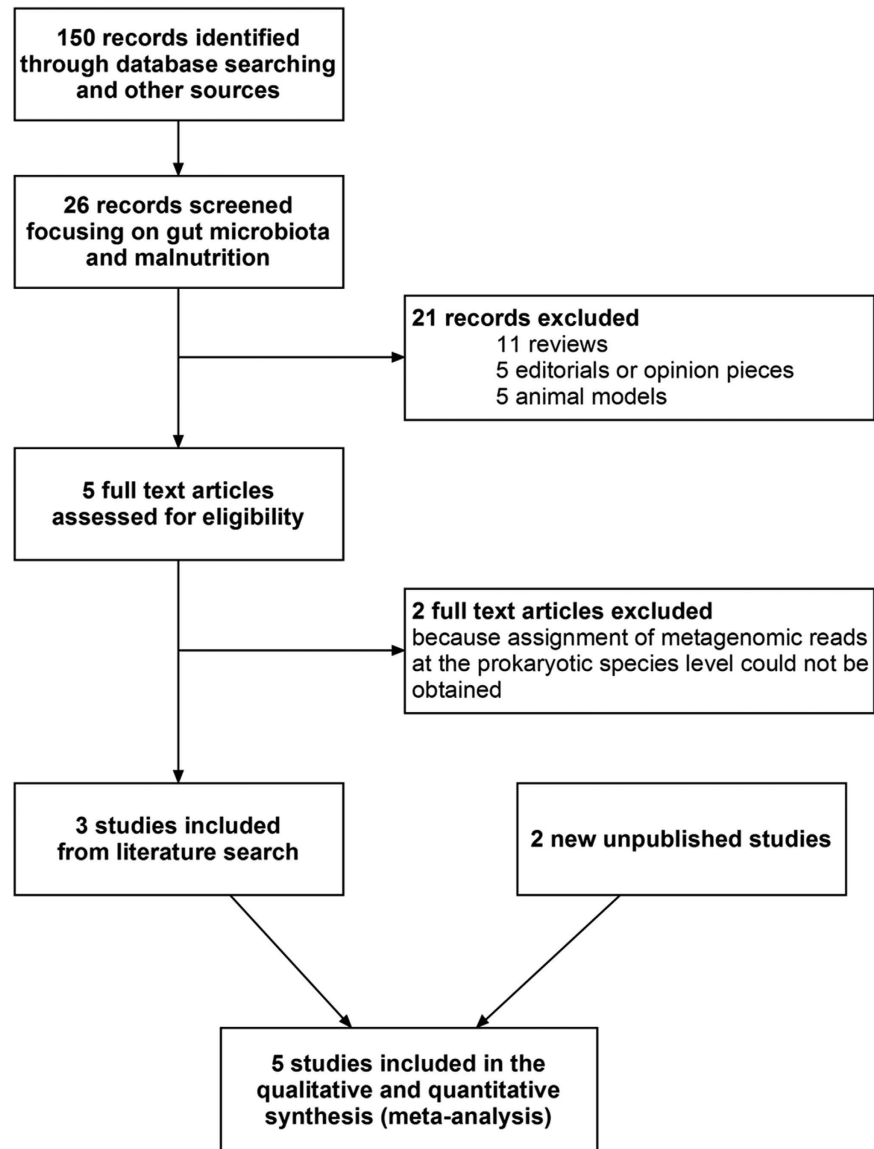 150 records identified
through database searching
and other sources
26 records screened
focusing on gut microbiota
and malnutrition
21 records excluded
11 reviews
5 editorials or opinion pieces
5 animal models
5 full text articles
assessed for eligibility
2 full text articles excluded
because assignment of metagenomic reads
at the prokaryotic species level could not be
obtained
3 studies included
from literature search
2 new unpublished studies
5 studies included in the
qualitative and quantitative
synthesis (meta-analysis)